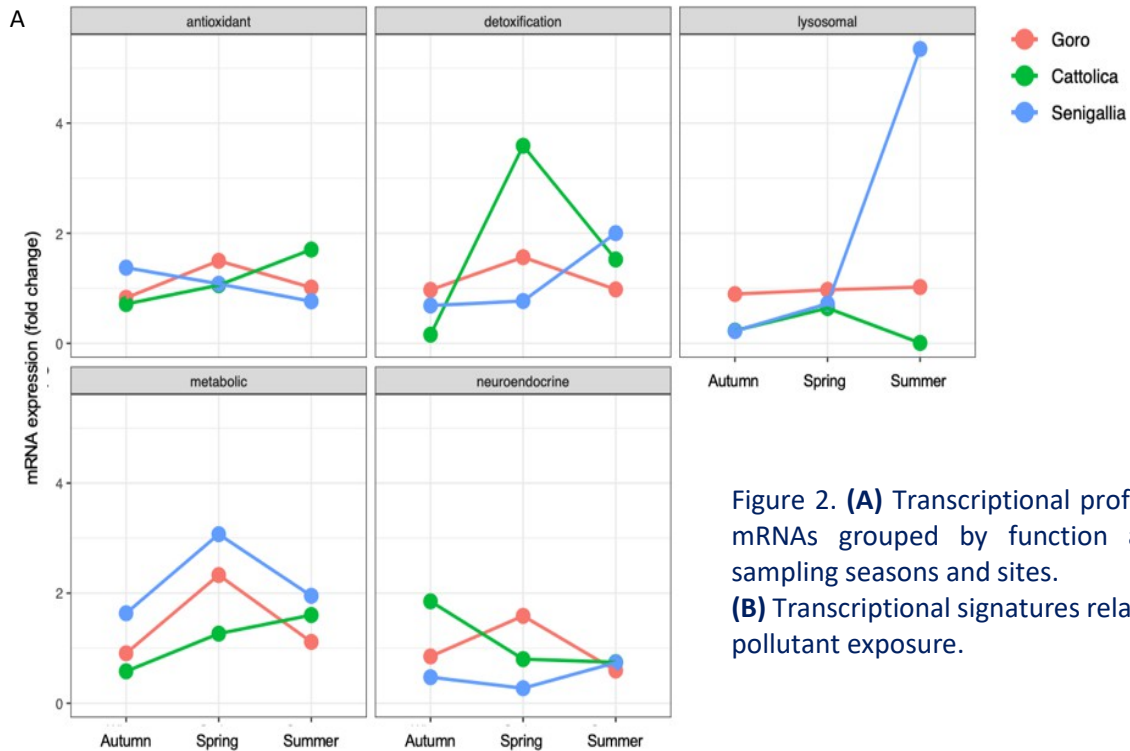 A
antioxidant
detoxification
lysosomal
Goro
Cattolica
Senigallia
mRNA expression (fold change)
4
2
0
Autumn
Spring
Summer
metabolic
neuroendocrine
4
2
0
Autumn
Spring
Summer
Autumn
Spring
Summer
Figure 2. (A) Transcriptional
mRNAs grouped by function
sampling seasons and sites.
(B) Transcriptional signatures
pollutant exposure.